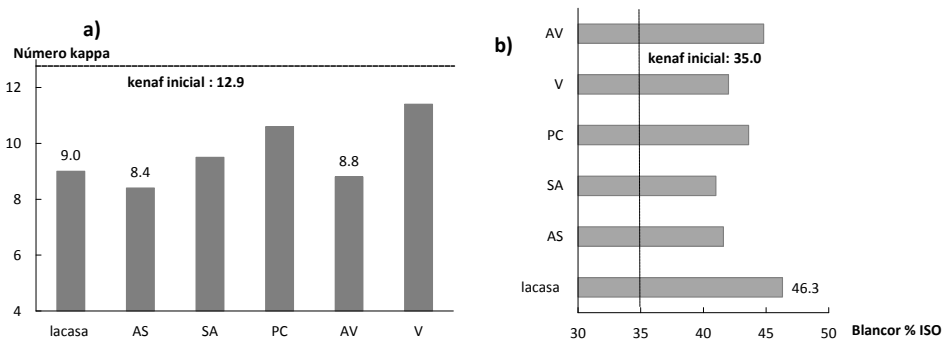 a)
Número kappa
kenaf inicial : 12.9
12
10
8
6
4
9.0
8.4
8.8
lacasa AS SA PC AV V
b)
AV
kenaf inicial: 35.0
V
PC
SA
AS
lacasa
46.3
30 35 40 45 50
Blancor % ISO